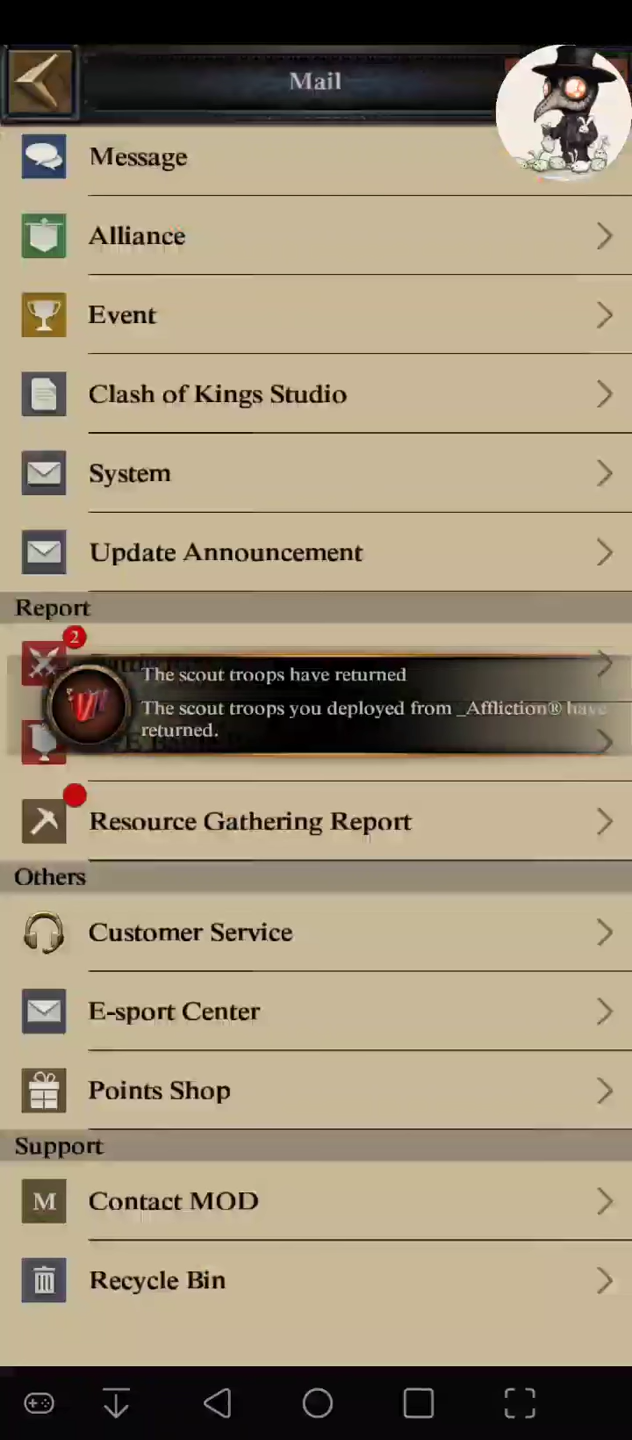 Mail
Message
Alliance
Event
Clash of Kings Studio
System
Update Announcement
Report
2
The scout troops have returned
The scout troops you deployed from _Affliction® have
returned.
Resource Gathering Report
Others
Customer Service
E-sport Center
Points Shop
Support
M
Contact MOD
Recycle Bin